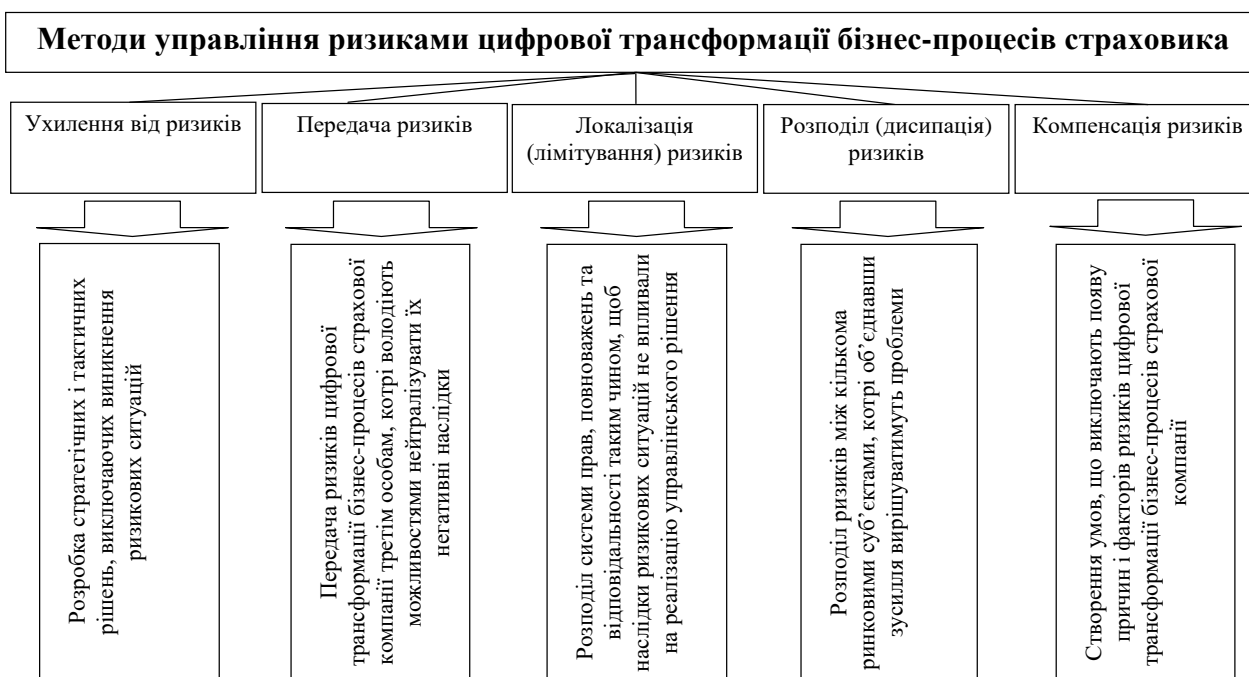 Методи управління ризиками цифрової трансформації бізнес-процесів страховика
Ухилення від ризиків
Передача ризиків
Локалізація
(лімітування) ризиків
Розподіл (дисипація)
ризиків
Компенсація ризиків
Розробка стратегічних і тактичних
рішень, виключаючих виникнення
ризикових ситуацій
Передача ризиків цифрової
трансформації бізнес-процесів страхової
компанії третім особам, котрі володіють
можливостями нейтралізувати їх
негативні наслідки
Розподіл системи прав, повноважень та
відповідальності таким чином, щоб
наслідки ризикових ситуацій не впливали
на реалізацію управлінського рішення
Розподіл ризиків між кількома
ринковими суб’єктами, котрі об’єднавши
зусилля вирішуватимуть проблеми
Створення умов, що виключають появу
причин і факторів ризиків цифрової
трансформації бізнес-процесів страхової
компанії